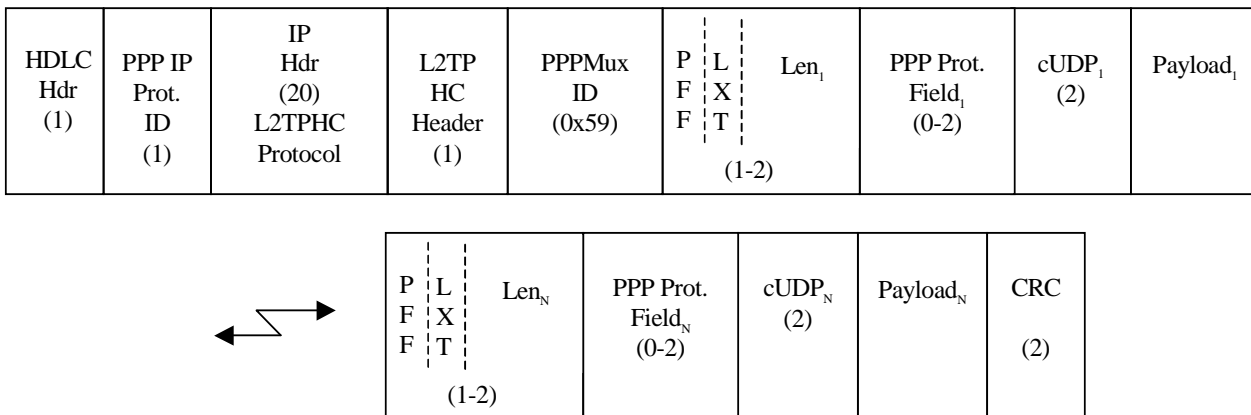 HDLC
Hdr
(1)
PPP IP
Prot.
ID
(1)
IP
Hdr
(20)
L2TPHC
Protocol
L2TP
HC
Header
(1)
PPPMux
ID
(0x59)
P
F
F
L
X
T
Len₁
(1-2)
PPP Prot.
Field₁
(0-2)
cUDP₁
(2)
Payload₁
P
F
F
L
X
T
Lenₙ
(1-2)
PPP Prot.
Fieldₙ
(0-2)
cUDPₙ
(2)
Payloadₙ
CRC
(2)